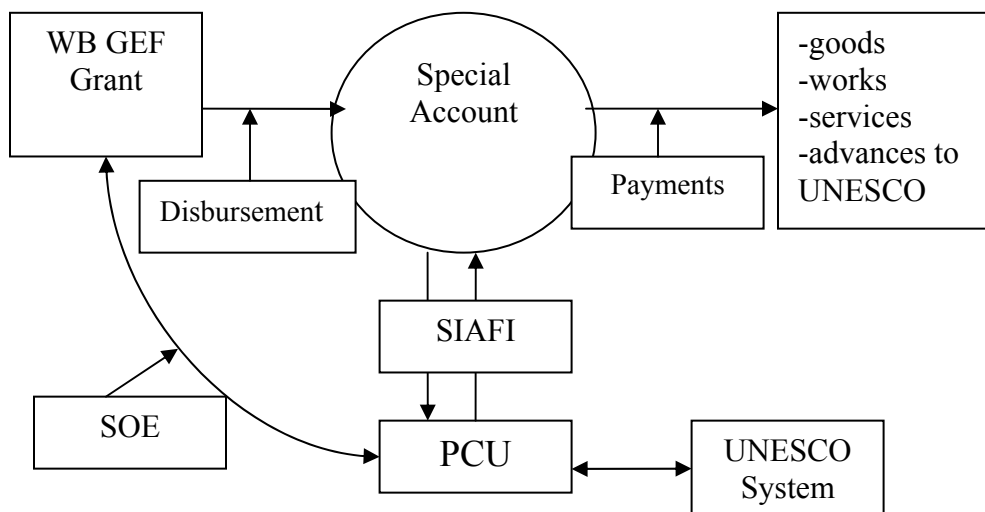 WB GEF
Grant
Special
Account
-goods
-works
-services
-advances to
UNESCO
Disbursement
Payments
SIAFI
SOE
PCU
UNESCO
System